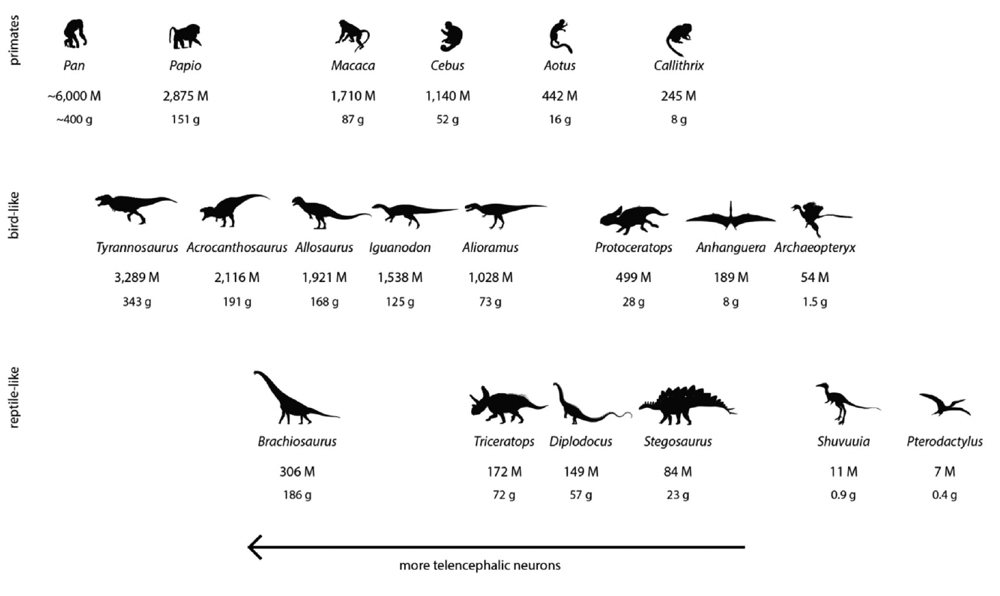 primates
Pan Papio Macaca Cebus Aotus Callithrix
~6,000 M 2,875 M 1,710 M 1,140 M 442 M 245 M
~400 g 151 g 87 g 52 g 16 g 8 g
bird-like
Tyrannosaurus Acrocanthosaurus Allosaurus Iguanodon Alioramus Protoceratops Anhanguera Archaeopteryx
3,289 M 2,116 M 1,921 M 1,538 M 1,028 M 499 M 189 M 54 M
343 g 191 g 168 g 125 g 73 g 28 g 8 g 1.5 g
reptile-like
Brachiosaurus Triceratops Diplodocus Stegosaurus Shuvuuia Pterodactylus
306 M 172 M 149 M 84 M 11 M 7 M
186 g 72 g 57 g 23 g 0.9 g 0.4 g
more telencephalic neurons